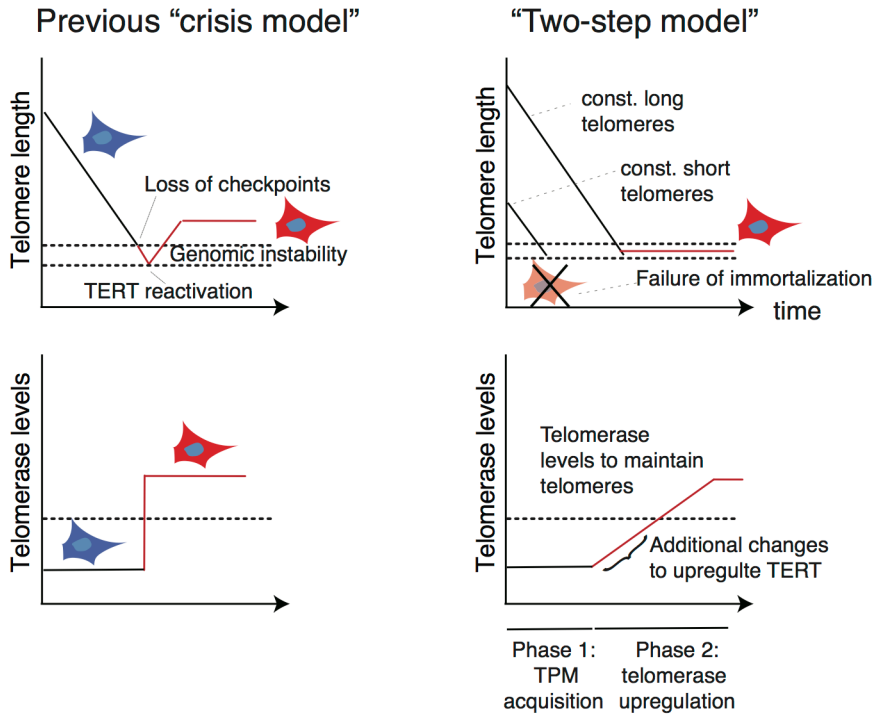 Previous “crisis model”
Telomere length
Loss of checkpoints
Genomic instability
TERT reactivation
“Two-step model”
Telomere length
const. long
telomeres
const. short
telomeres
Failure of immortalization
time
Telomerase levels
Telomerase levels
Telomerase
levels to maintain
telomeres
Additional changes
to upregulte TERT
Phase 1:
TPM
acquisition
Phase 2:
telomerase
upregulation